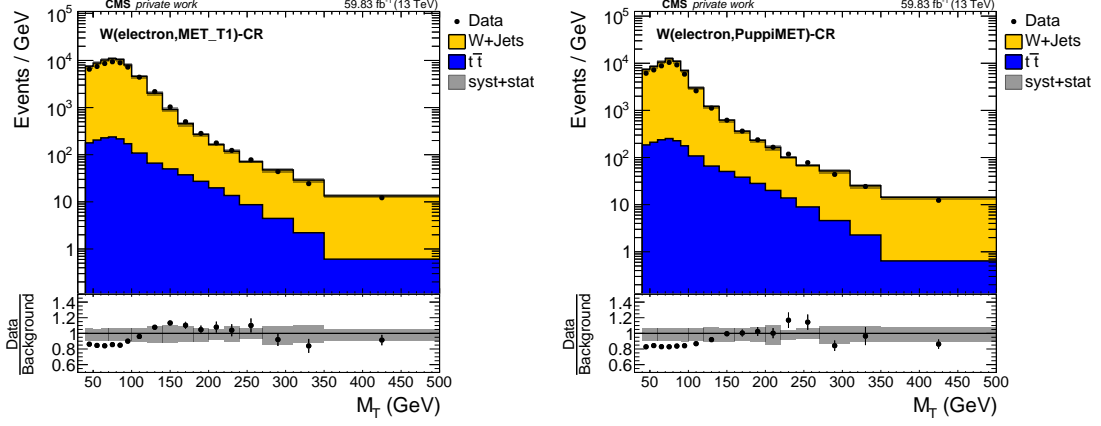 CMS private work 59.83 fb⁻¹ (13 TeV)
W(electron,MET_T1)-CR
Events / GeV
10⁵
10⁴
10³
10²
10
1
Data
W+Jets
tt̅
syst+stat
Data
Background
1.4
1.2
1
0.8
0.6
50 100 150 200 250 300 350 400 450 500
M_T (GeV)
CMS private work 59.83 fb⁻¹ (13 TeV)
W(electron,PuppiMET)-CR
Events / GeV
10⁵
10⁴
10³
10²
10
1
Data
W+Jets
tt̅
syst+stat
Data
Background
1.4
1.2
1
0.8
0.6
50 100 150 200 250 300 350 400 450 500
M_T (GeV)